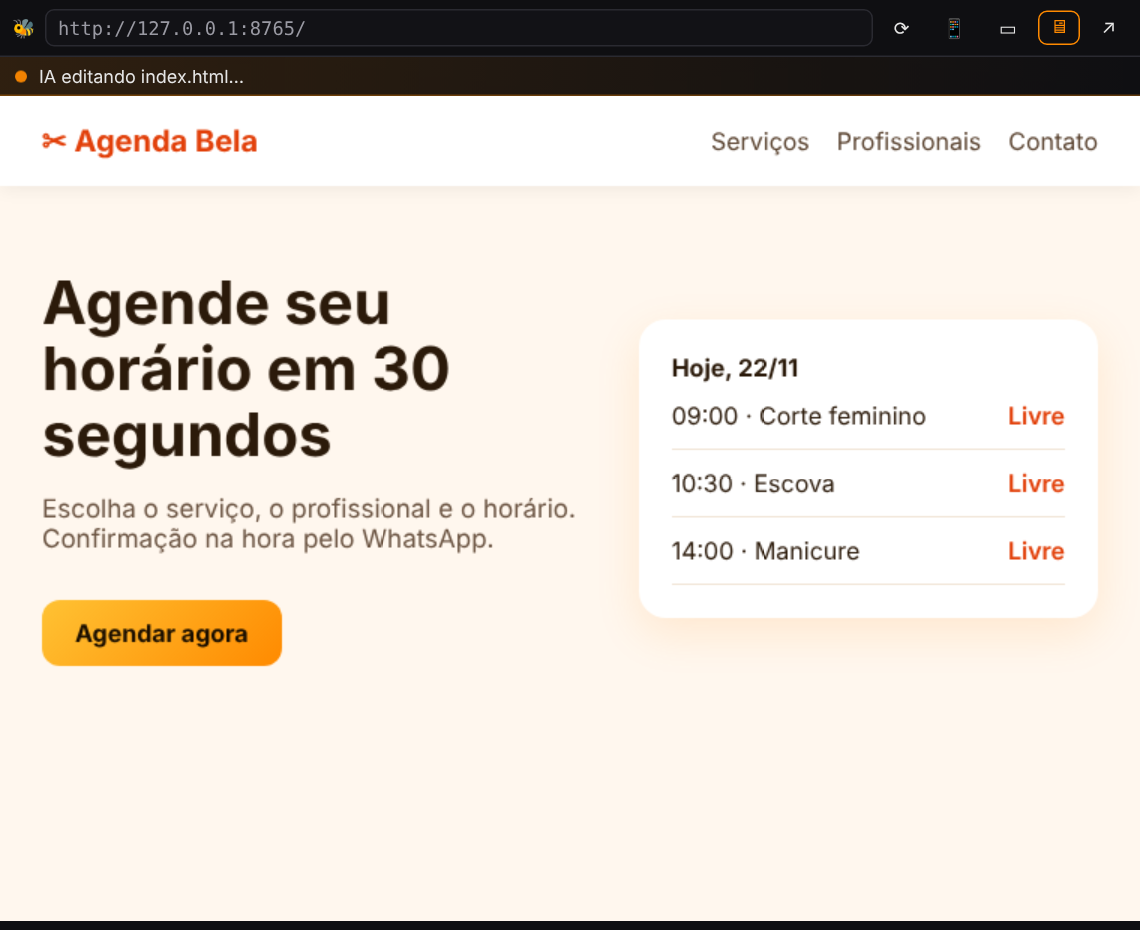 http://127.0.0.1:8765/
IA editando index.html...
Agenda Bela
Serviços Profissionais Contato
Agende seu
horário em 30
segundos
Escolha o serviço, o profissional e o horário.
Confirmação na hora pelo WhatsApp.
Agendar agora
Hoje, 22/11
09:00 · Corte feminino Livre
10:30 · Escova Livre
14:00 · Manicure Livre